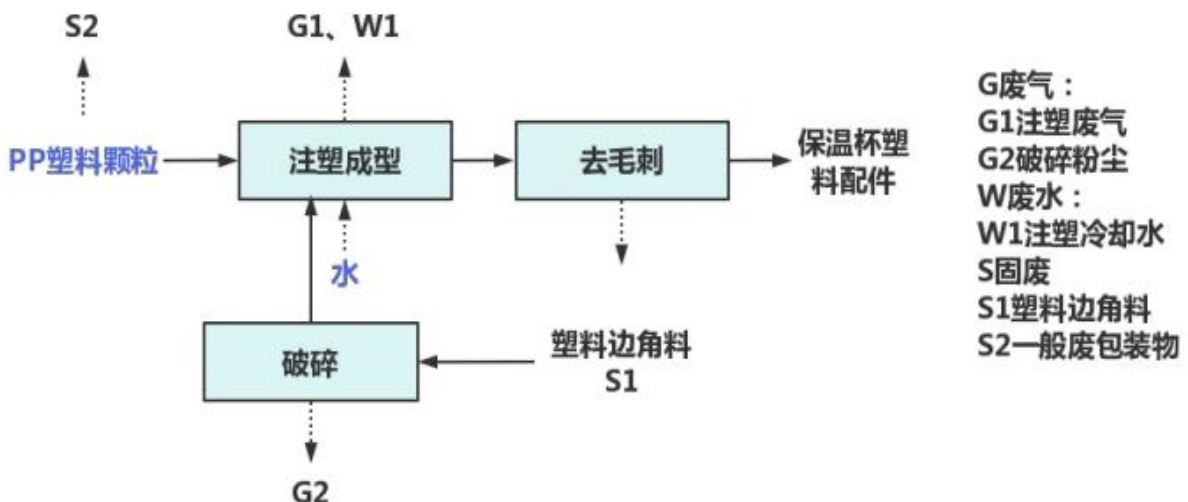 S2
G1、W1
PP塑料颗粒
注塑成型
去毛刺
保温杯塑
料配件
水
破碎
塑料边角料
S1
G2
G废气：
G1注塑废气
G2破碎粉尘
W废水：
W1注塑冷却水
S固废
S1塑料边角料
S2一般废包装物